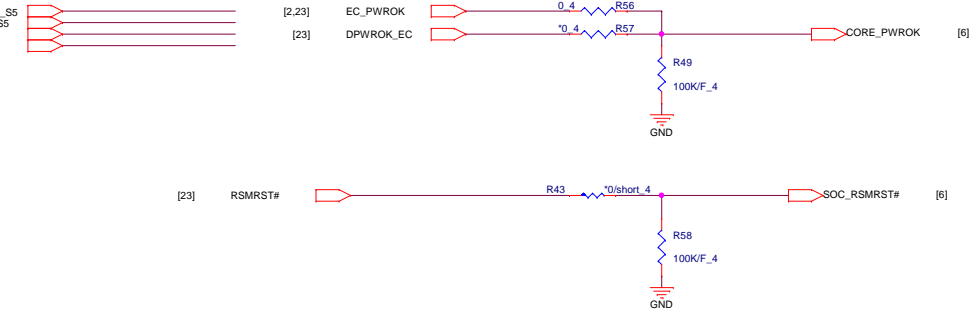 _S5
S5
[2,23] EC_PWROK 0_4 R56
[23] DPWROK_EC *0_4 R57 CORE_PWROK [6]
R49
100K/F_4
GND
[23] RSMRST# R43 *0/short_4 SOC_RSMRST# [6]
R58
100K/F_4
GND